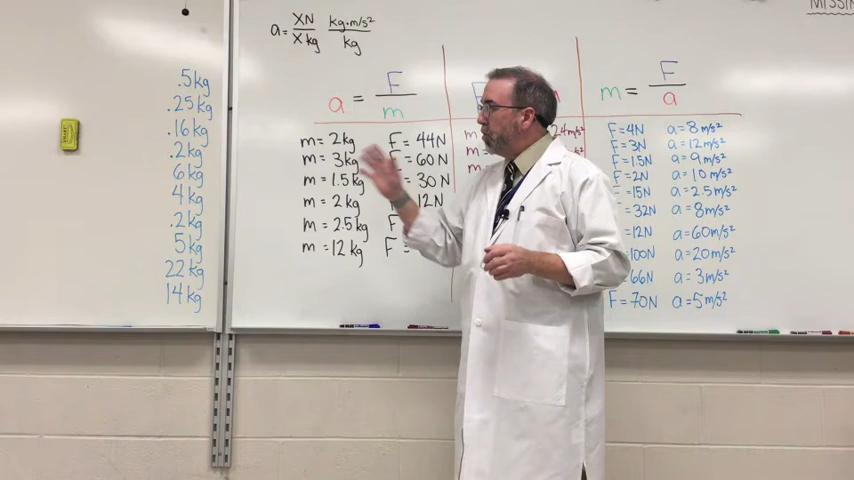 MISSIN
a = XN kg·m/s²
X kg kg
.5kg
.25kg
.16kg
.2kg
6kg
4kg
.2kg
5kg
22kg
14kg
a = F
m
m = 2kg F = 44N
m = 3kg F = 60N
m = 1.5kg = 30N
m = 2kg F = 12N
m = 2.5kg F
m = 12kg F =
F
m
m = 
m = 
m
m = F
a
F=4N a=8m/s²
F=3N a=12m/s²
F=1.5N a=9m/s²
F=2N a=10m/s²
=15N a=2.5m/s²
=32N a=8m/s²
=12N a=60m/s²
=100N a=20m/s²
=66N a=3m/s²
F=70N a=5m/s²